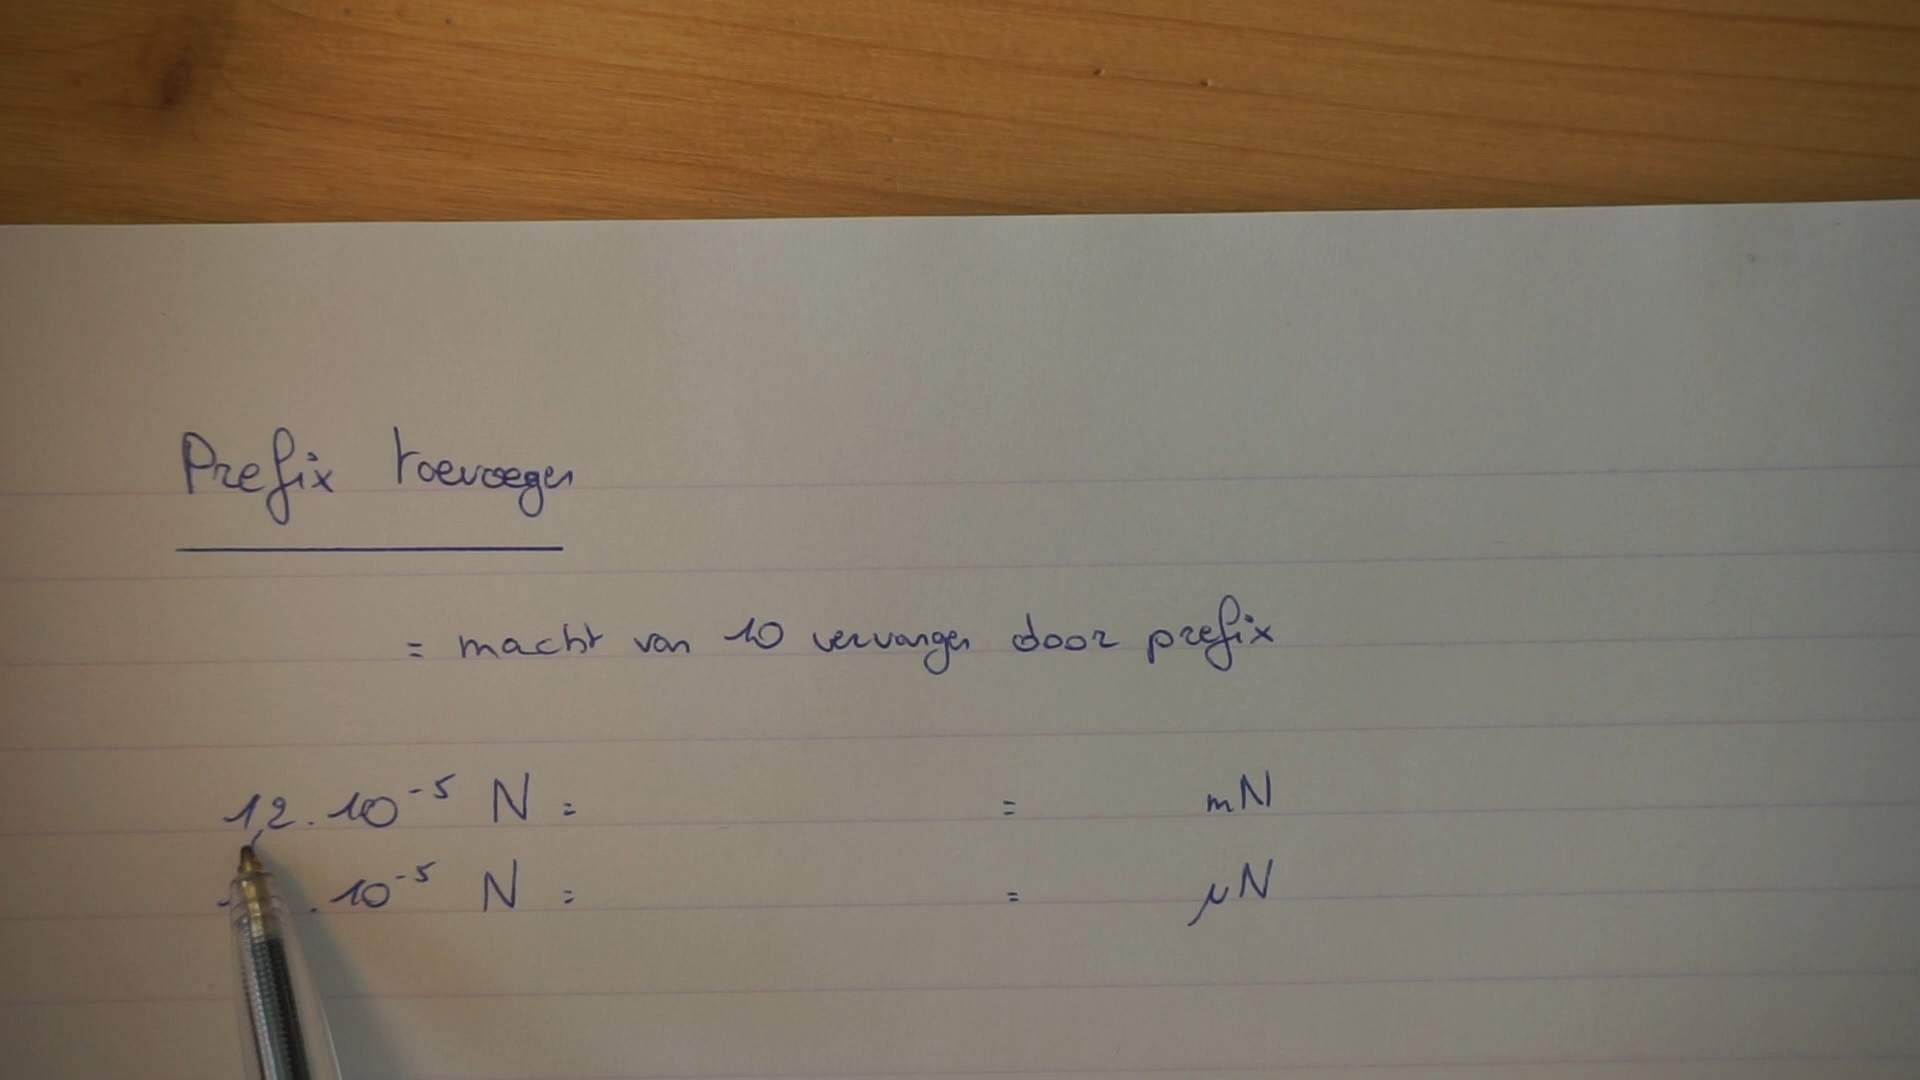 Prefix toevoegen
= macht van 10 vervangen door prefix
1,2 . 10⁻⁵ N = = mN
. 10⁻⁵ N = = μN